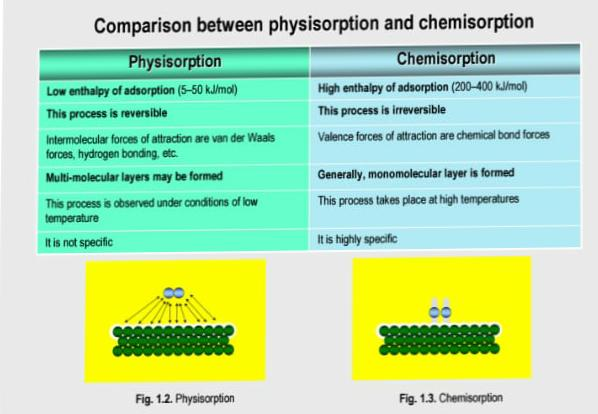 Comparison between physisorption and chemisorption
Physisorption
Chemisorption
Low enthalpy of adsorption (5–50 kJ/mol)
High enthalpy of adsorption (200–400 kJ/mol)
This process is reversible
This process is irreversible
Intermolecular forces of attraction are van der Waals
forces, hydrogen bonding, etc.
Valence forces of attraction are chemical bond forces
Multi-molecular layers may be formed
Generally, monomolecular layer is formed
This process is observed under conditions of low
temperature
This process takes place at high temperatures
It is not specific
It is highly specific
Fig. 1.2. Physisorption
Fig. 1.3. Chemisorption